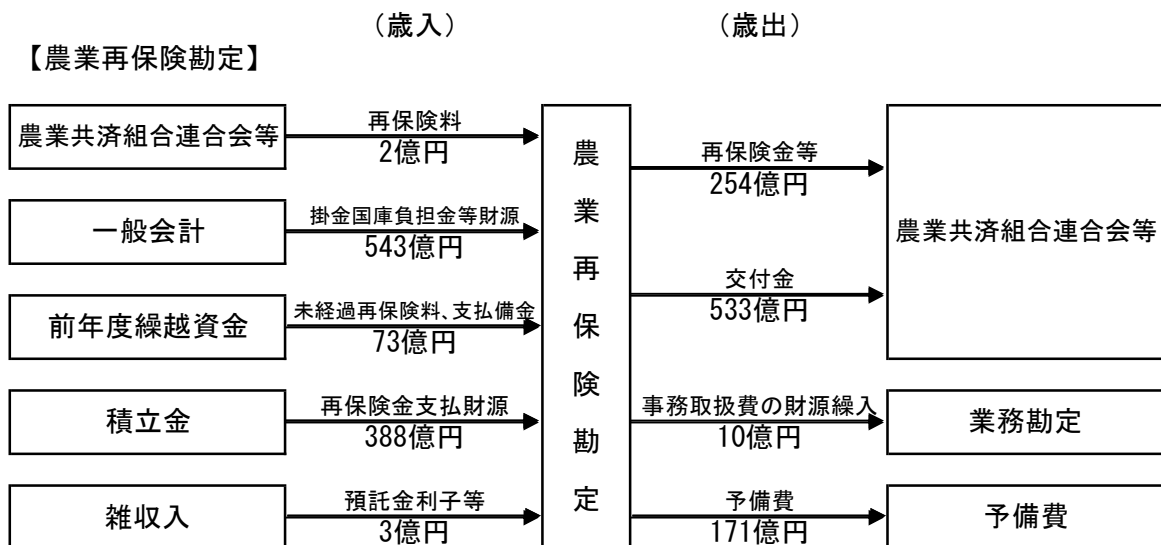 (歳入)
(歳出)
【農業再保険勘定】
農業共済組合連合会等
再保険料
2億円
一般会計
掛金国庫負担金等財源
543億円
前年度繰越資金
未経過再保険料、支払備金
73億円
積立金
再保険金支払財源
388億円
雑収入
預託金利子等
3億円
農業再保険勘定
再保険金等
254億円
交付金
533億円
農業共済組合連合会等
事務取扱費の財源繰入
10億円
業務勘定
予備費
171億円
予備費